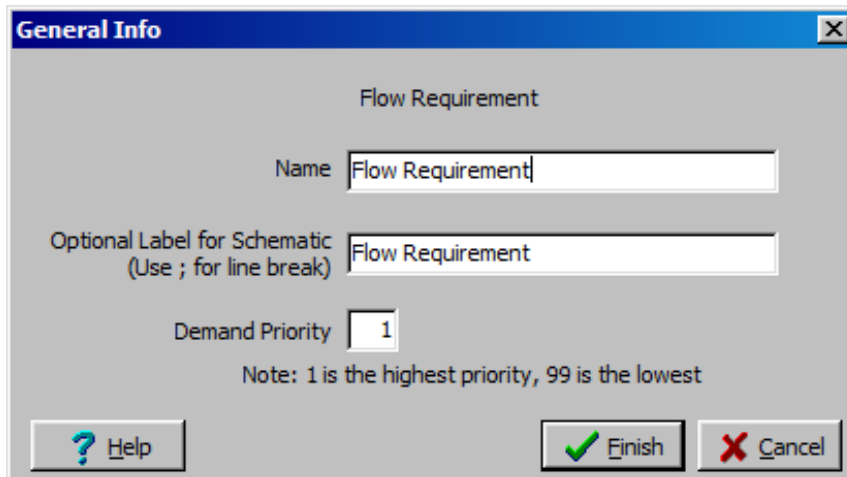 General Info
Flow Requirement
Name Flow Requirement
Optional Label for Schematic
(Use ; for line break) Flow Requirement
Demand Priority 1
Note: 1 is the highest priority, 99 is the lowest
? Help Finish Cancel